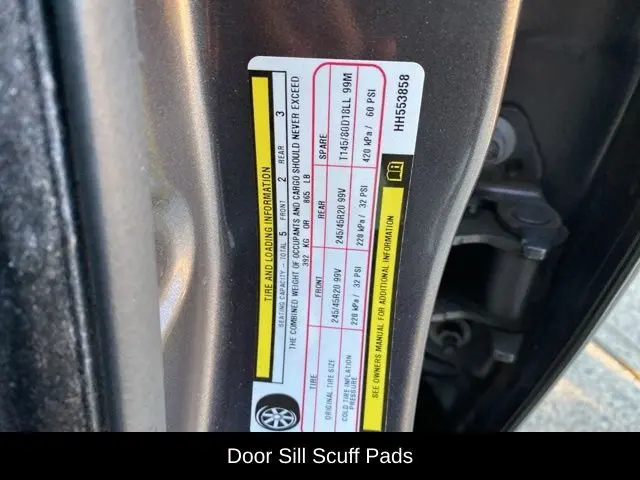 TIRE AND LOADING INFORMATION
SEATING CAPACITY - TOTAL 5 FRONT 2 REAR 3
THE COMBINED WEIGHT OF OCCUPANTS AND CARGO SHOULD NEVER EXCEED
392 KG OR 865 LB
TIRE FRONT REAR SPARE
ORIGINAL TIRE SIZE 245/45R20 99V 245/45R20 99V T145/80D18LL 99M
COLD TIRE INFLATION PRESSURE 220 kPa / 32 PSI 220 kPa / 32 PSI 420 kPa / 60 PSI
SEE OWNERS MANUAL FOR ADDITIONAL INFORMATION
HH553858
Door Sill Scuff Pads